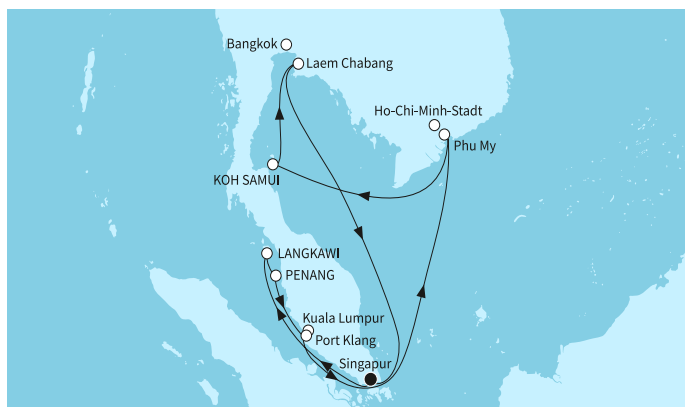 Bangkok
Laem Chabang
Ho-Chi-Minh-Stadt
Phu My
KOH SAMUI
LANGKAWI
PENANG
Kuala Lumpur
Port Klang
Singapur